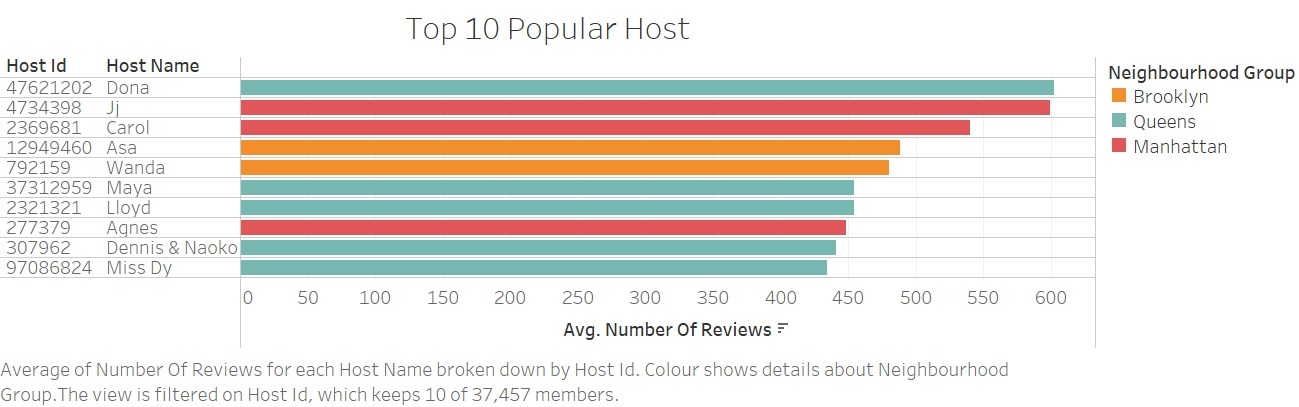 Top 10 Popular Host
Host Id Host Name
47621202 Dona
4734398 Jj
2369681 Carol
12949460 Asa
792159 Wanda
37312959 Maya
2321321 Lloyd
277379 Agnes
307962 Dennis & Naoko
97086824 Miss Dy
0 50 100 150 200 250 300 350 400 450 500 550 600
Avg. Number Of Reviews
Neighbourhood Group
Brooklyn
Queens
Manhattan
Average of Number Of Reviews for each Host Name broken down by Host Id. Colour shows details about Neighbourhood
Group.The view is filtered on Host Id, which keeps 10 of 37,457 members.